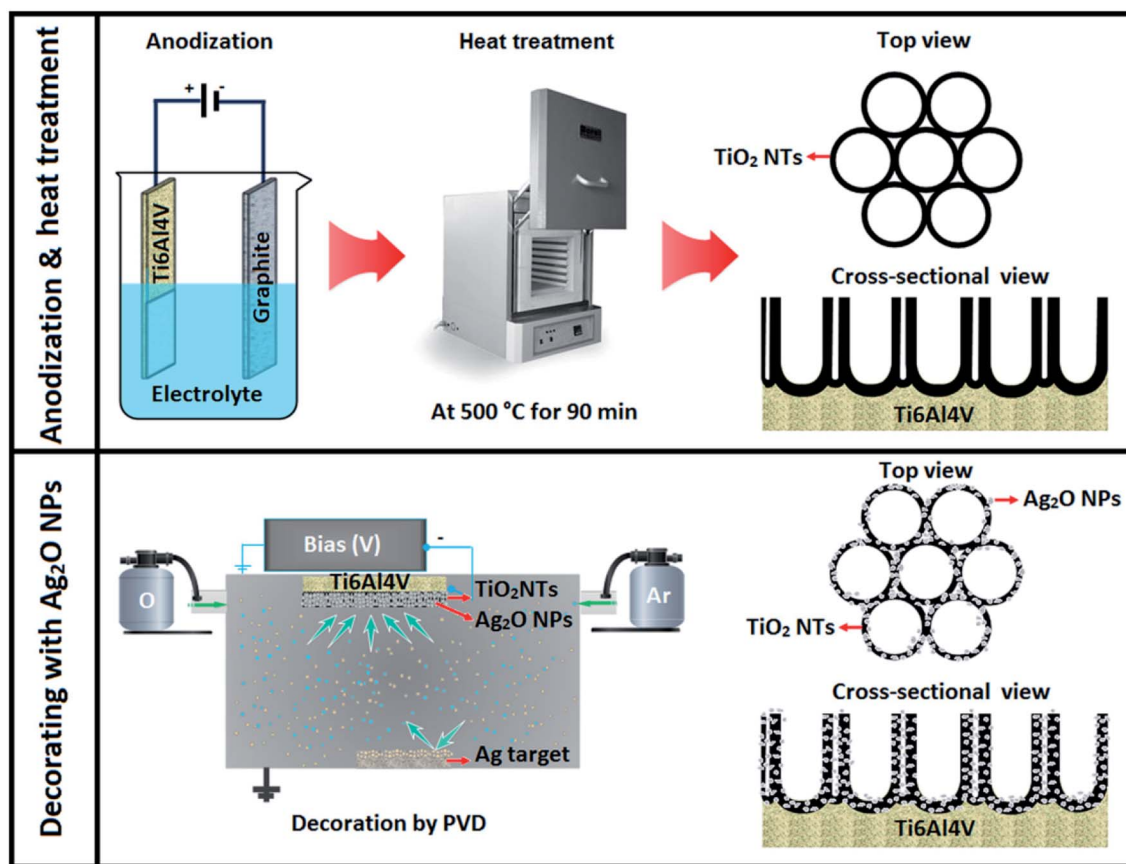 Anodization & heat treatment
Anodization
+
-
Ti6Al4V
Graphite
Electrolyte
Heat treatment
At 500 °C for 90 min
Top view
TiO₂ NTs
Cross-sectional view
Ti6Al4V
Decorating with Ag₂O NPs
Bias (V)
-
O
Ti6Al4V
TiO₂NTs
Ag₂O NPs
Ar
Ag target
Decoration by PVD
Top view
Ag₂O NPs
TiO₂ NTs
Cross-sectional view
Ti6Al4V